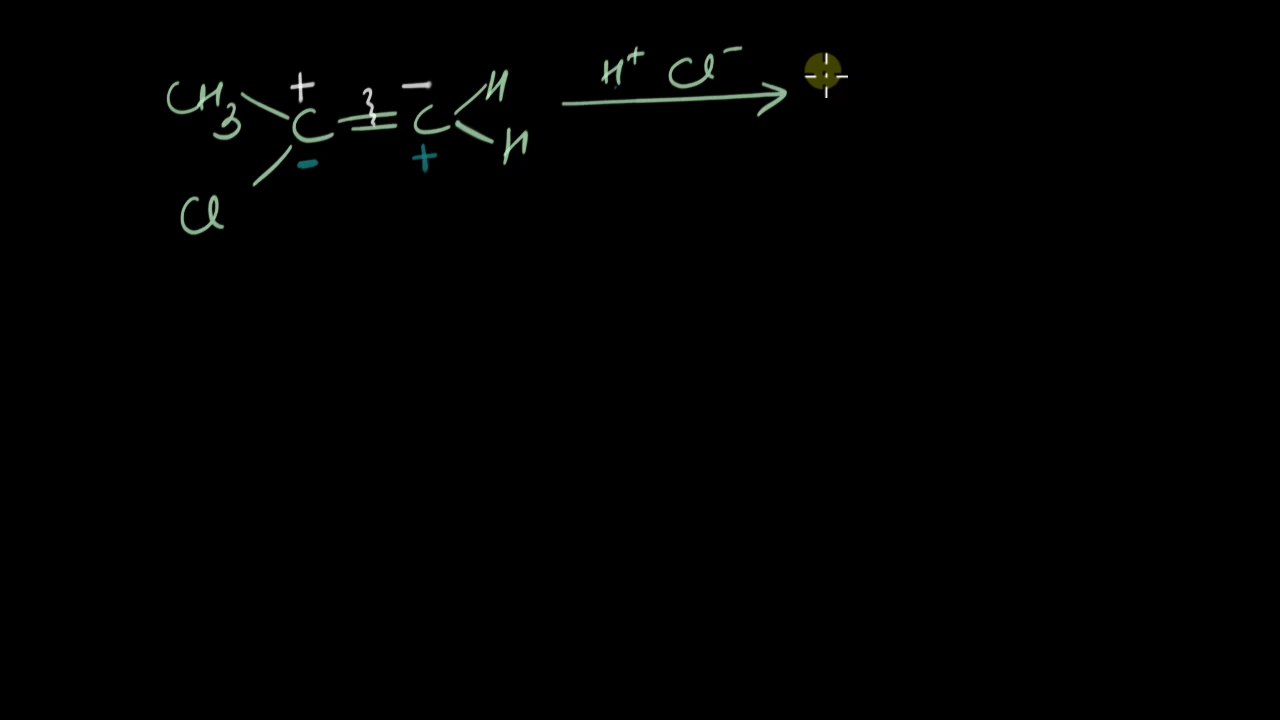 CH3 + - H H+ Cl-
C = C
- + H
Cl